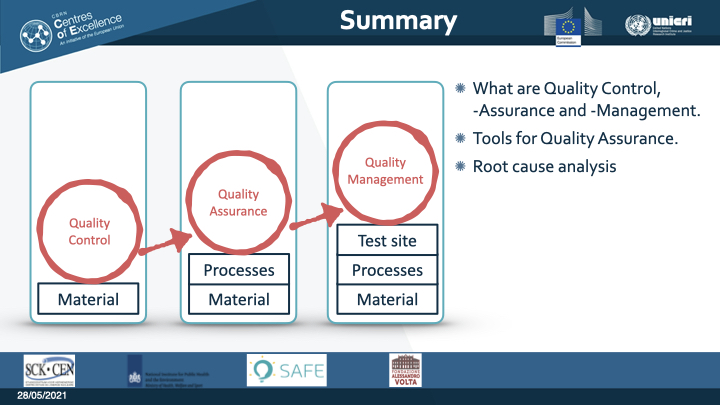 CBRN
Centres
of Excellence
An initiative of the European Union
Summary
European
Commission
unicri
United Nations
Interregional Crime and Justice
Research Institute
What are Quality Control,
-Assurance and -Management.
Tools for Quality Assurance.
Root cause analysis
Quality
Control
Material
Quality
Assurance
Processes
Material
Quality
Management
Test site
Processes
Material
SCK•CEN
National Institute for Public Health
and the Environment
Ministry of Health, Welfare and Sport
SAFE
FONDAZIONE
ALESSANDRO
VOLTA
28/05/2021